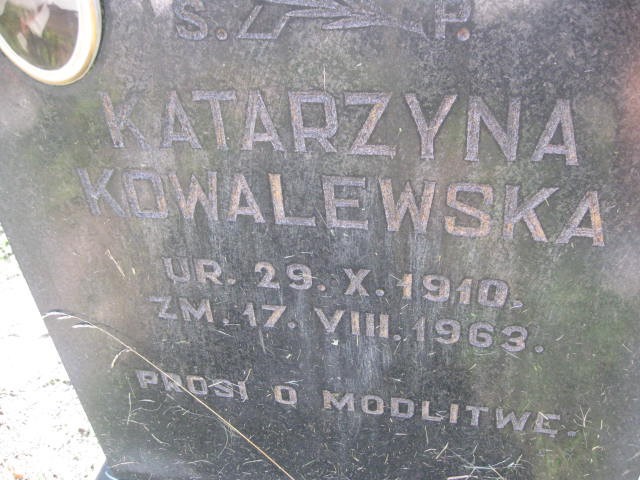 Ś. P.
KATARZYNA
KOWALEWSKA
UR. 29. X. 1910.
ZM. 17. VIII. 1963.
PROSI O MODLITWĘ.